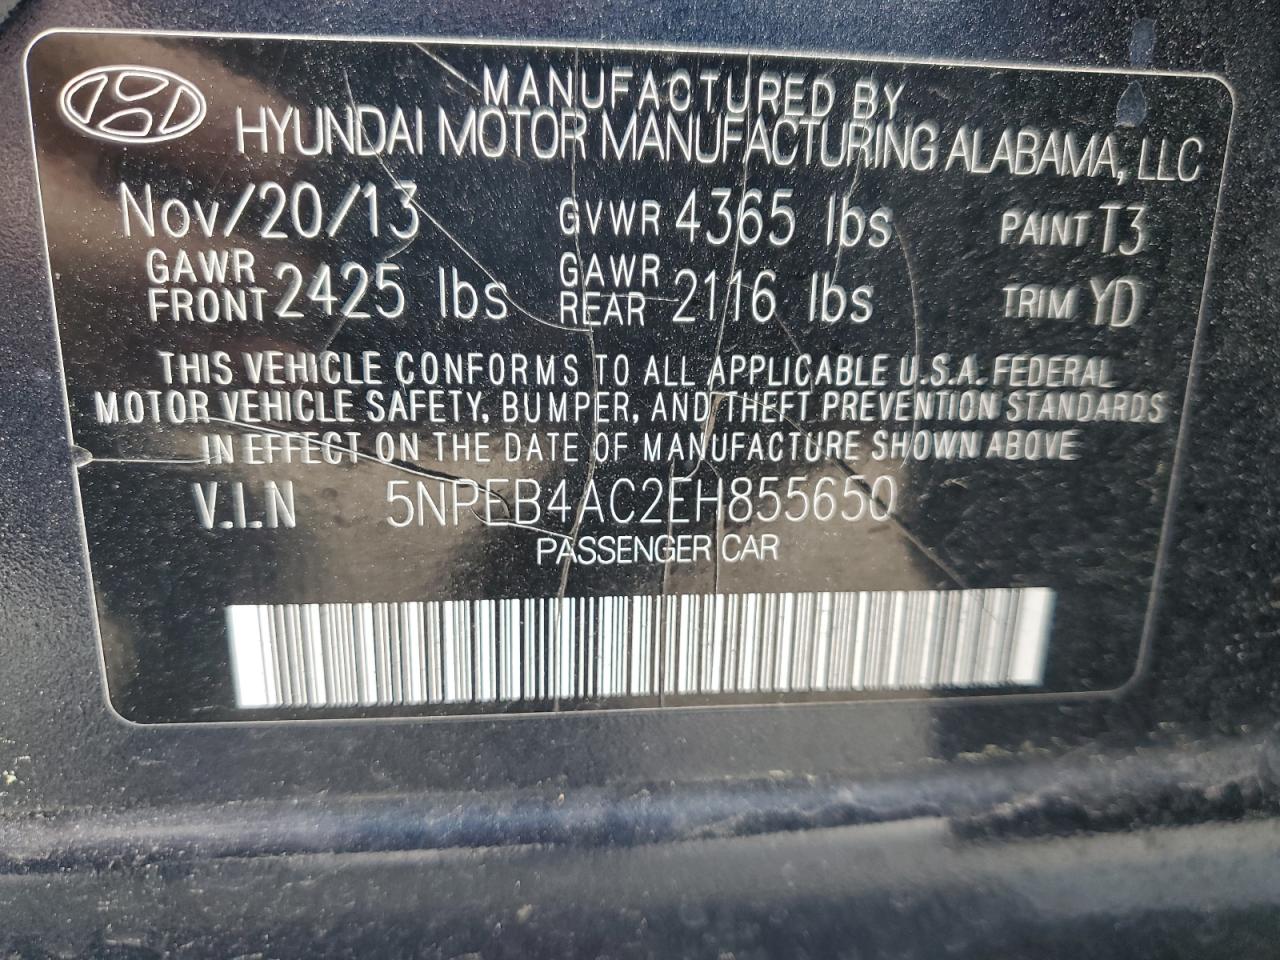 MANUFACTURED BY
HYUNDAI MOTOR MANUFACTURING ALABAMA, LLC
Nov/20/13 GVWR 4365 lbs PAINT T3
GAWR FRONT 2425 lbs GAWR REAR 2116 lbs TRIM YD
THIS VEHICLE CONFORMS TO ALL APPLICABLE U.S.A. FEDERAL
MOTOR VEHICLE SAFETY, BUMPER, AND THEFT PREVENTION STANDARDS
IN EFFECT ON THE DATE OF MANUFACTURE SHOWN ABOVE
V.I.N 5NPEB4AC2EH855650
PASSENGER CAR